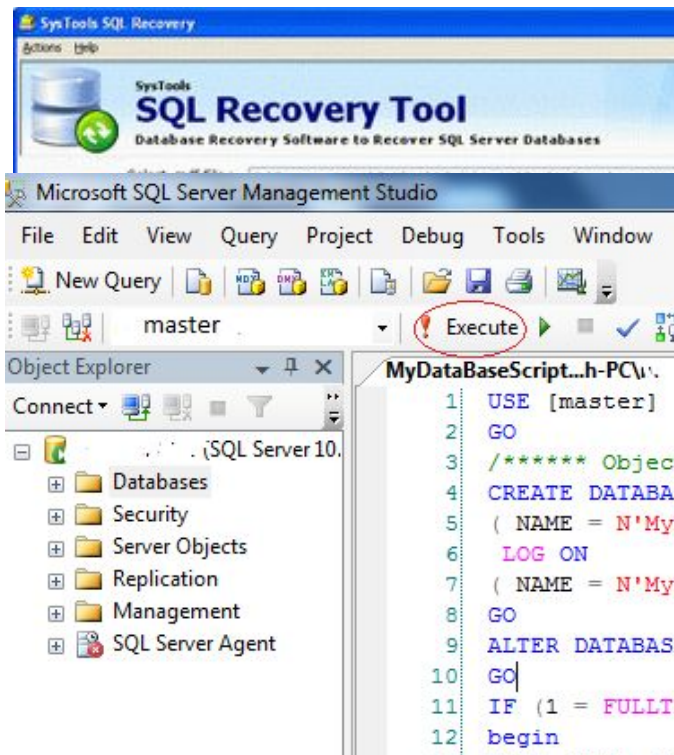 SysTools SQL Recovery
Actions Help
SysTools
SQL Recovery Tool
Database Recovery Software to Recover SQL Server Databases
Microsoft SQL Server Management Studio
File Edit View Query Project Debug Tools Window
New Query
master
Execute
Object Explorer
MyDataBaseScript...h-PC\
Connect
(SQL Server 10.
Databases
Security
Server Objects
Replication
Management
SQL Server Agent
1 USE [master]
2 GO
3 /****** Objec
4 CREATE DATABA
5 ( NAME = N'My
6 LOG ON
7 ( NAME = N'My
8 GO
9 ALTER DATABAS
10 GO
11 IF (1 = FULLT
12 begin